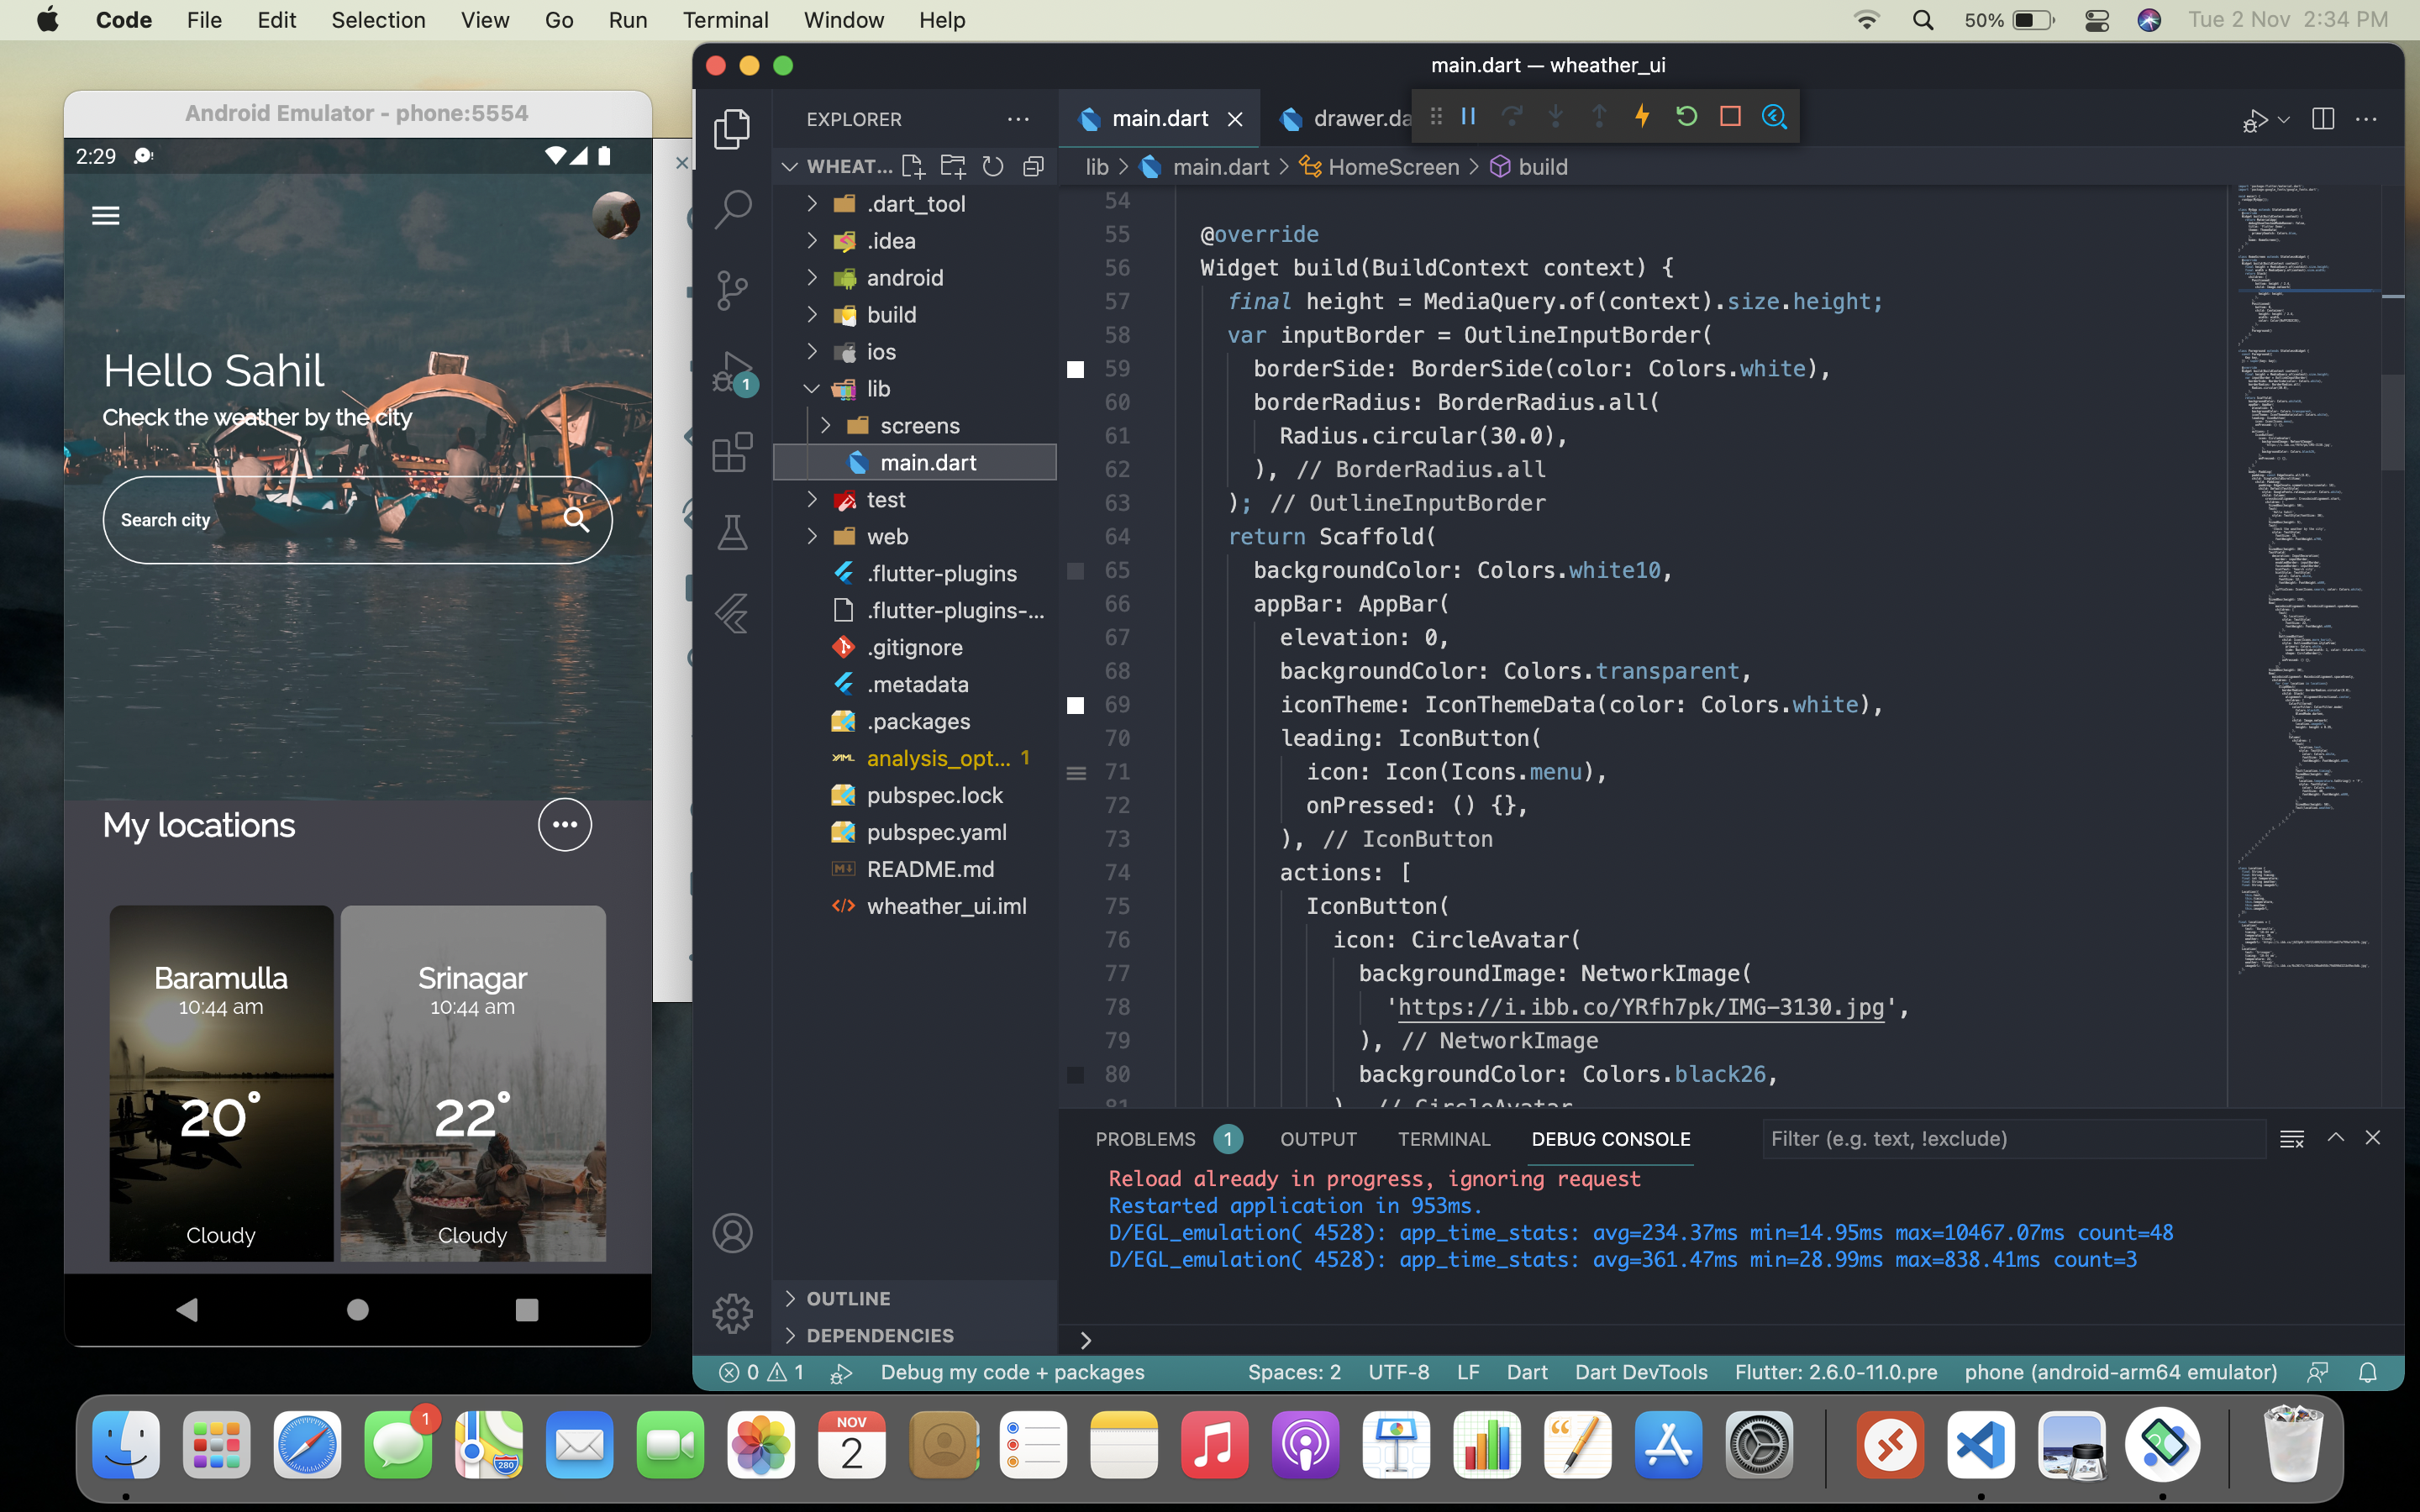 Code File Edit Selection View Go Run Terminal Window Help 50% Tue 2 Nov 2:34 PM
Android Emulator - phone:5554
2:29
Hello Sahil
Check the weather by the city
Search city
My locations
Baramulla
10:44 am
20°
Cloudy
Srinagar
10:44 am
22°
Cloudy
main.dart — wheather_ui
EXPLORER
WHEAT...
.dart_tool
.idea
android
build
ios
lib
screens
main.dart
test
web
.flutter-plugins
.flutter-plugins-...
.gitignore
.metadata
.packages
analysis_opt... 1
pubspec.lock
pubspec.yaml
README.md
wheather_ui.iml
OUTLINE
DEPENDENCIES
1
main.dart drawer.da
lib > main.dart > HomeScreen > build
54
55 @override
56 Widget build(BuildContext context) {
57 final height = MediaQuery.of(context).size.height;
58 var inputBorder = OutlineInputBorder(
59 borderSide: BorderSide(color: Colors.white),
60 borderRadius: BorderRadius.all(
61 Radius.circular(30.0),
62 ), // BorderRadius.all
63 ); // OutlineInputBorder
64 return Scaffold(
65 backgroundColor: Colors.white10,
66 appBar: AppBar(
67 elevation: 0,
68 backgroundColor: Colors.transparent,
69 iconTheme: IconThemeData(color: Colors.white),
70 leading: IconButton(
71 icon: Icon(Icons.menu),
72 onPressed: () {},
73 ), // IconButton
74 actions: [
75 IconButton(
76 icon: CircleAvatar(
77 backgroundImage: NetworkImage(
78 'https://i.ibb.co/YRfh7pk/IMG-3130.jpg',
79 ), // NetworkImage
80 backgroundColor: Colors.black26,
81 ), // CircleAvatar
PROBLEMS 1 OUTPUT TERMINAL DEBUG CONSOLE Filter (e.g. text, !exclude)
Reload already in progress, ignoring request
Restarted application in 953ms.
D/EGL_emulation( 4528): app_time_stats: avg=234.37ms min=14.95ms max=10467.07ms count=48
D/EGL_emulation( 4528): app_time_stats: avg=361.47ms min=28.99ms max=838.41ms count=3
0 1 Debug my code + packages Spaces: 2 UTF-8 LF Dart Dart DevTools Flutter: 2.6.0-11.0.pre phone (android-arm64 emulator)
1
280
NOV
2